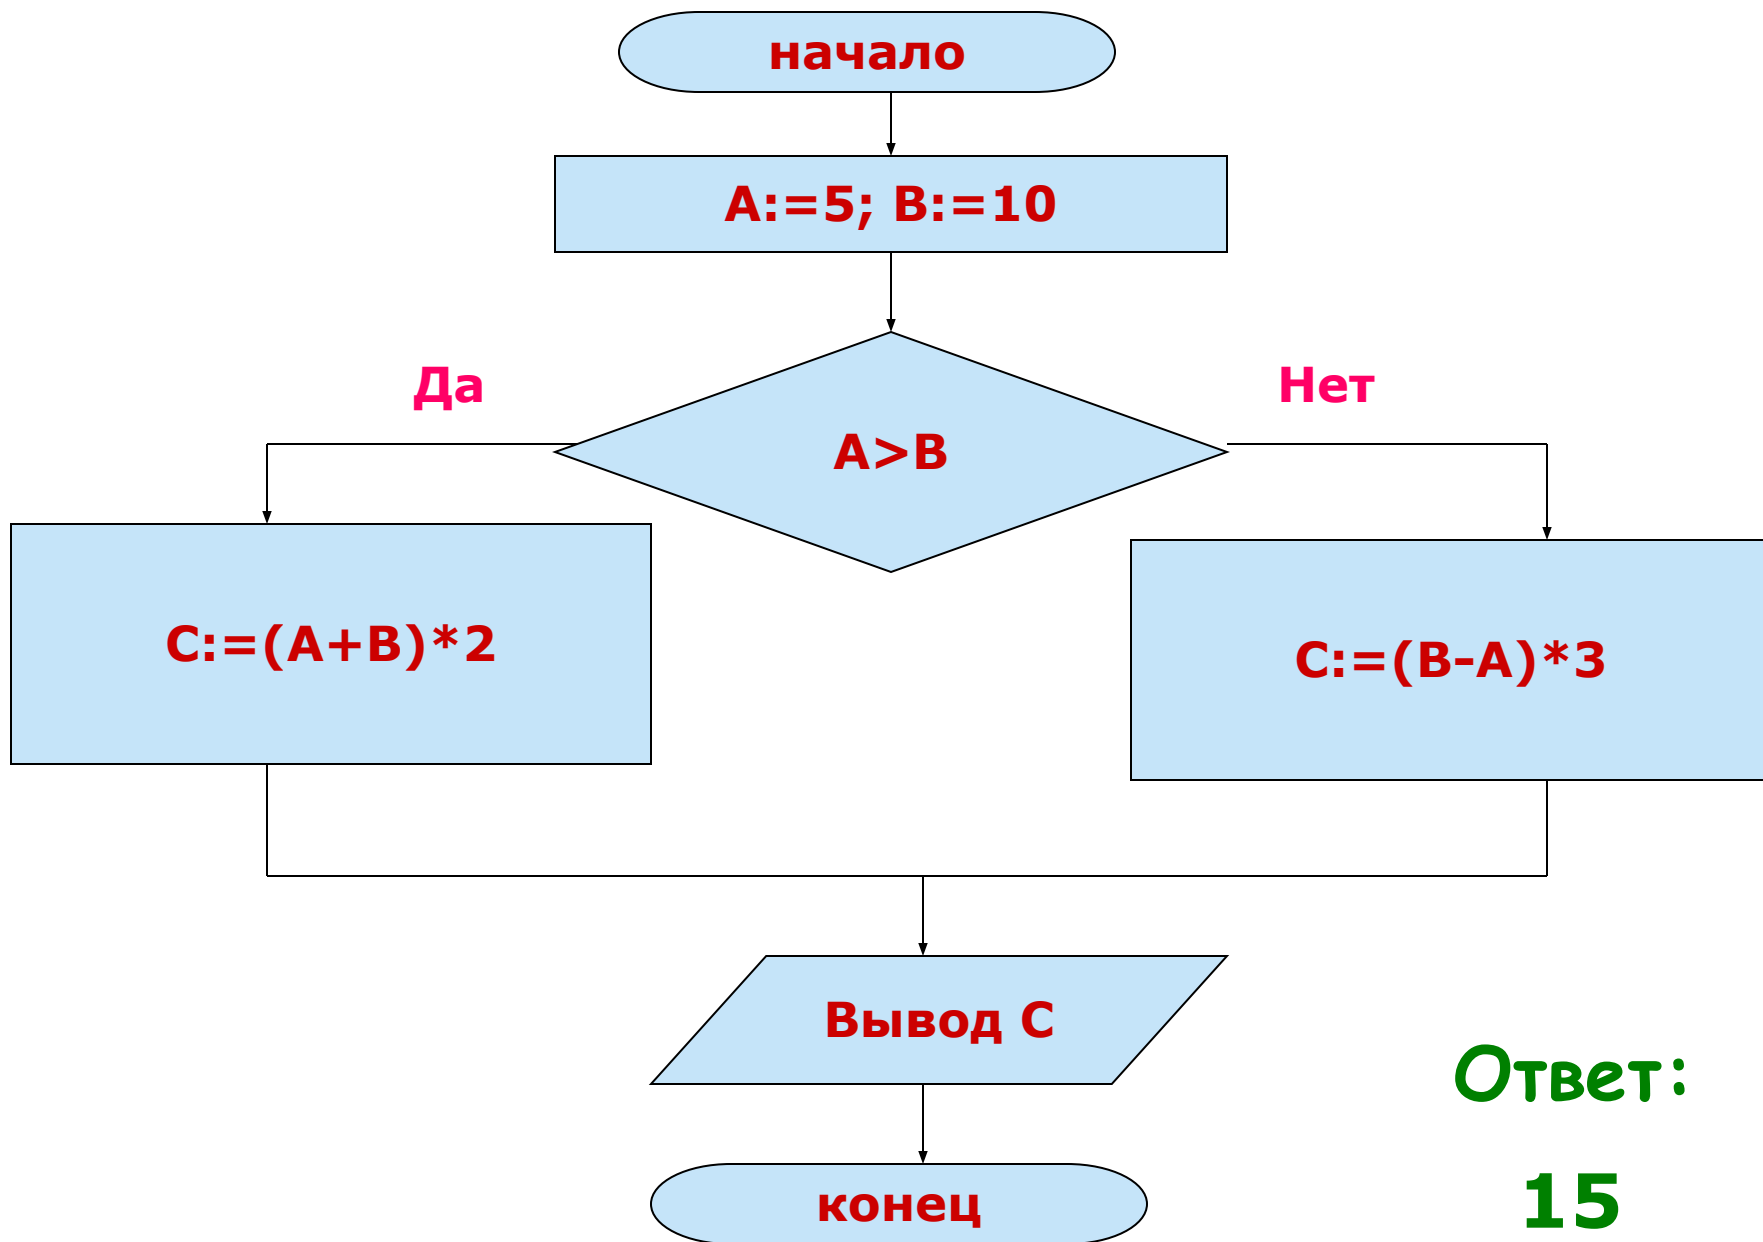 начало
A:=5; B:=10
Да
Нет
A>B
C:=(A+B)*2
C:=(B-A)*3
Вывод С
Ответ:
15
конец